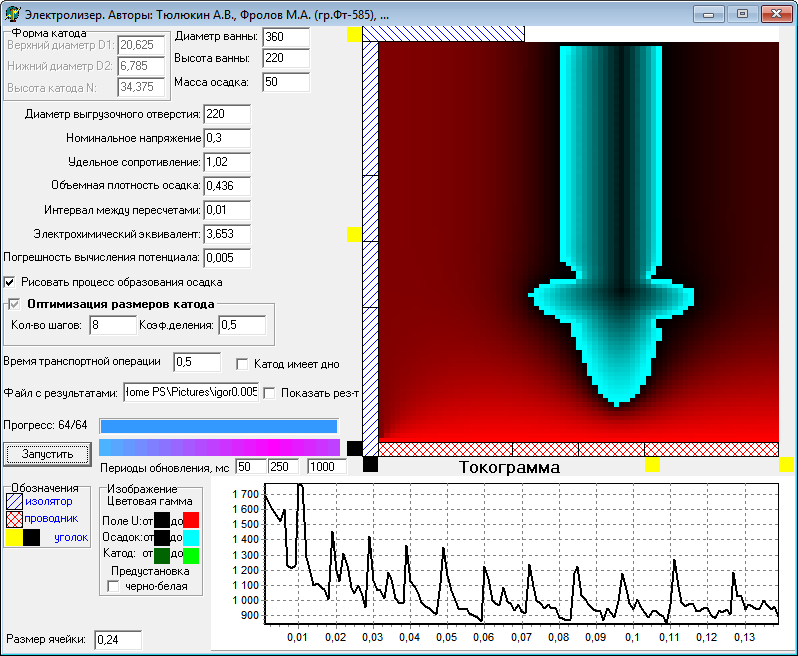 Электролизер. Авторы: Тюлюкин А.В., Фролов М.А. (гр.Фт-585), ...
Форма катода
Верхний диаметр D1: 20,625
Нижний диаметр D2: 6,785
Высота катода N: 34,375
Диаметр ванны: 360
Высота ванны: 220
Масса осадка: 50
Диаметр выгрузочного отверстия: 220
Номинальное напряжение 0,3
Удельное сопротивление: 1,02
Объемная плотность осадка: 0,436
Интервал между пересчетами: 0,01
Электрохимический эквивалент: 3,653
Погрешность вычисления потенциала: 0,005
Рисовать процесс образования осадка
Оптимизация размеров катода
Кол-во шагов: 8 Коэф.деления: 0,5
Время транспортной операции 0,5 Катод имеет дно
Файл с результатами: Home PS\Pictures\igor0.005 Показать рез-т
Прогресс: 64/64
Запустить
Периоды обновления, мс 50 250 1000
Обозначения
изолятор
проводник
уголок
Изображение
Цветовая гамма
Поле U: от до
Осадок: от до
Катод: от до
Предустановка
черно-белая
Размер ячейки: 0,24
Токограмма
1 700
1 600
1 500
1 400
1 300
1 200
1 100
1 000
900
0,01 0,02 0,03 0,04 0,05 0,06 0,07 0,08 0,09 0,1 0,11 0,12 0,13